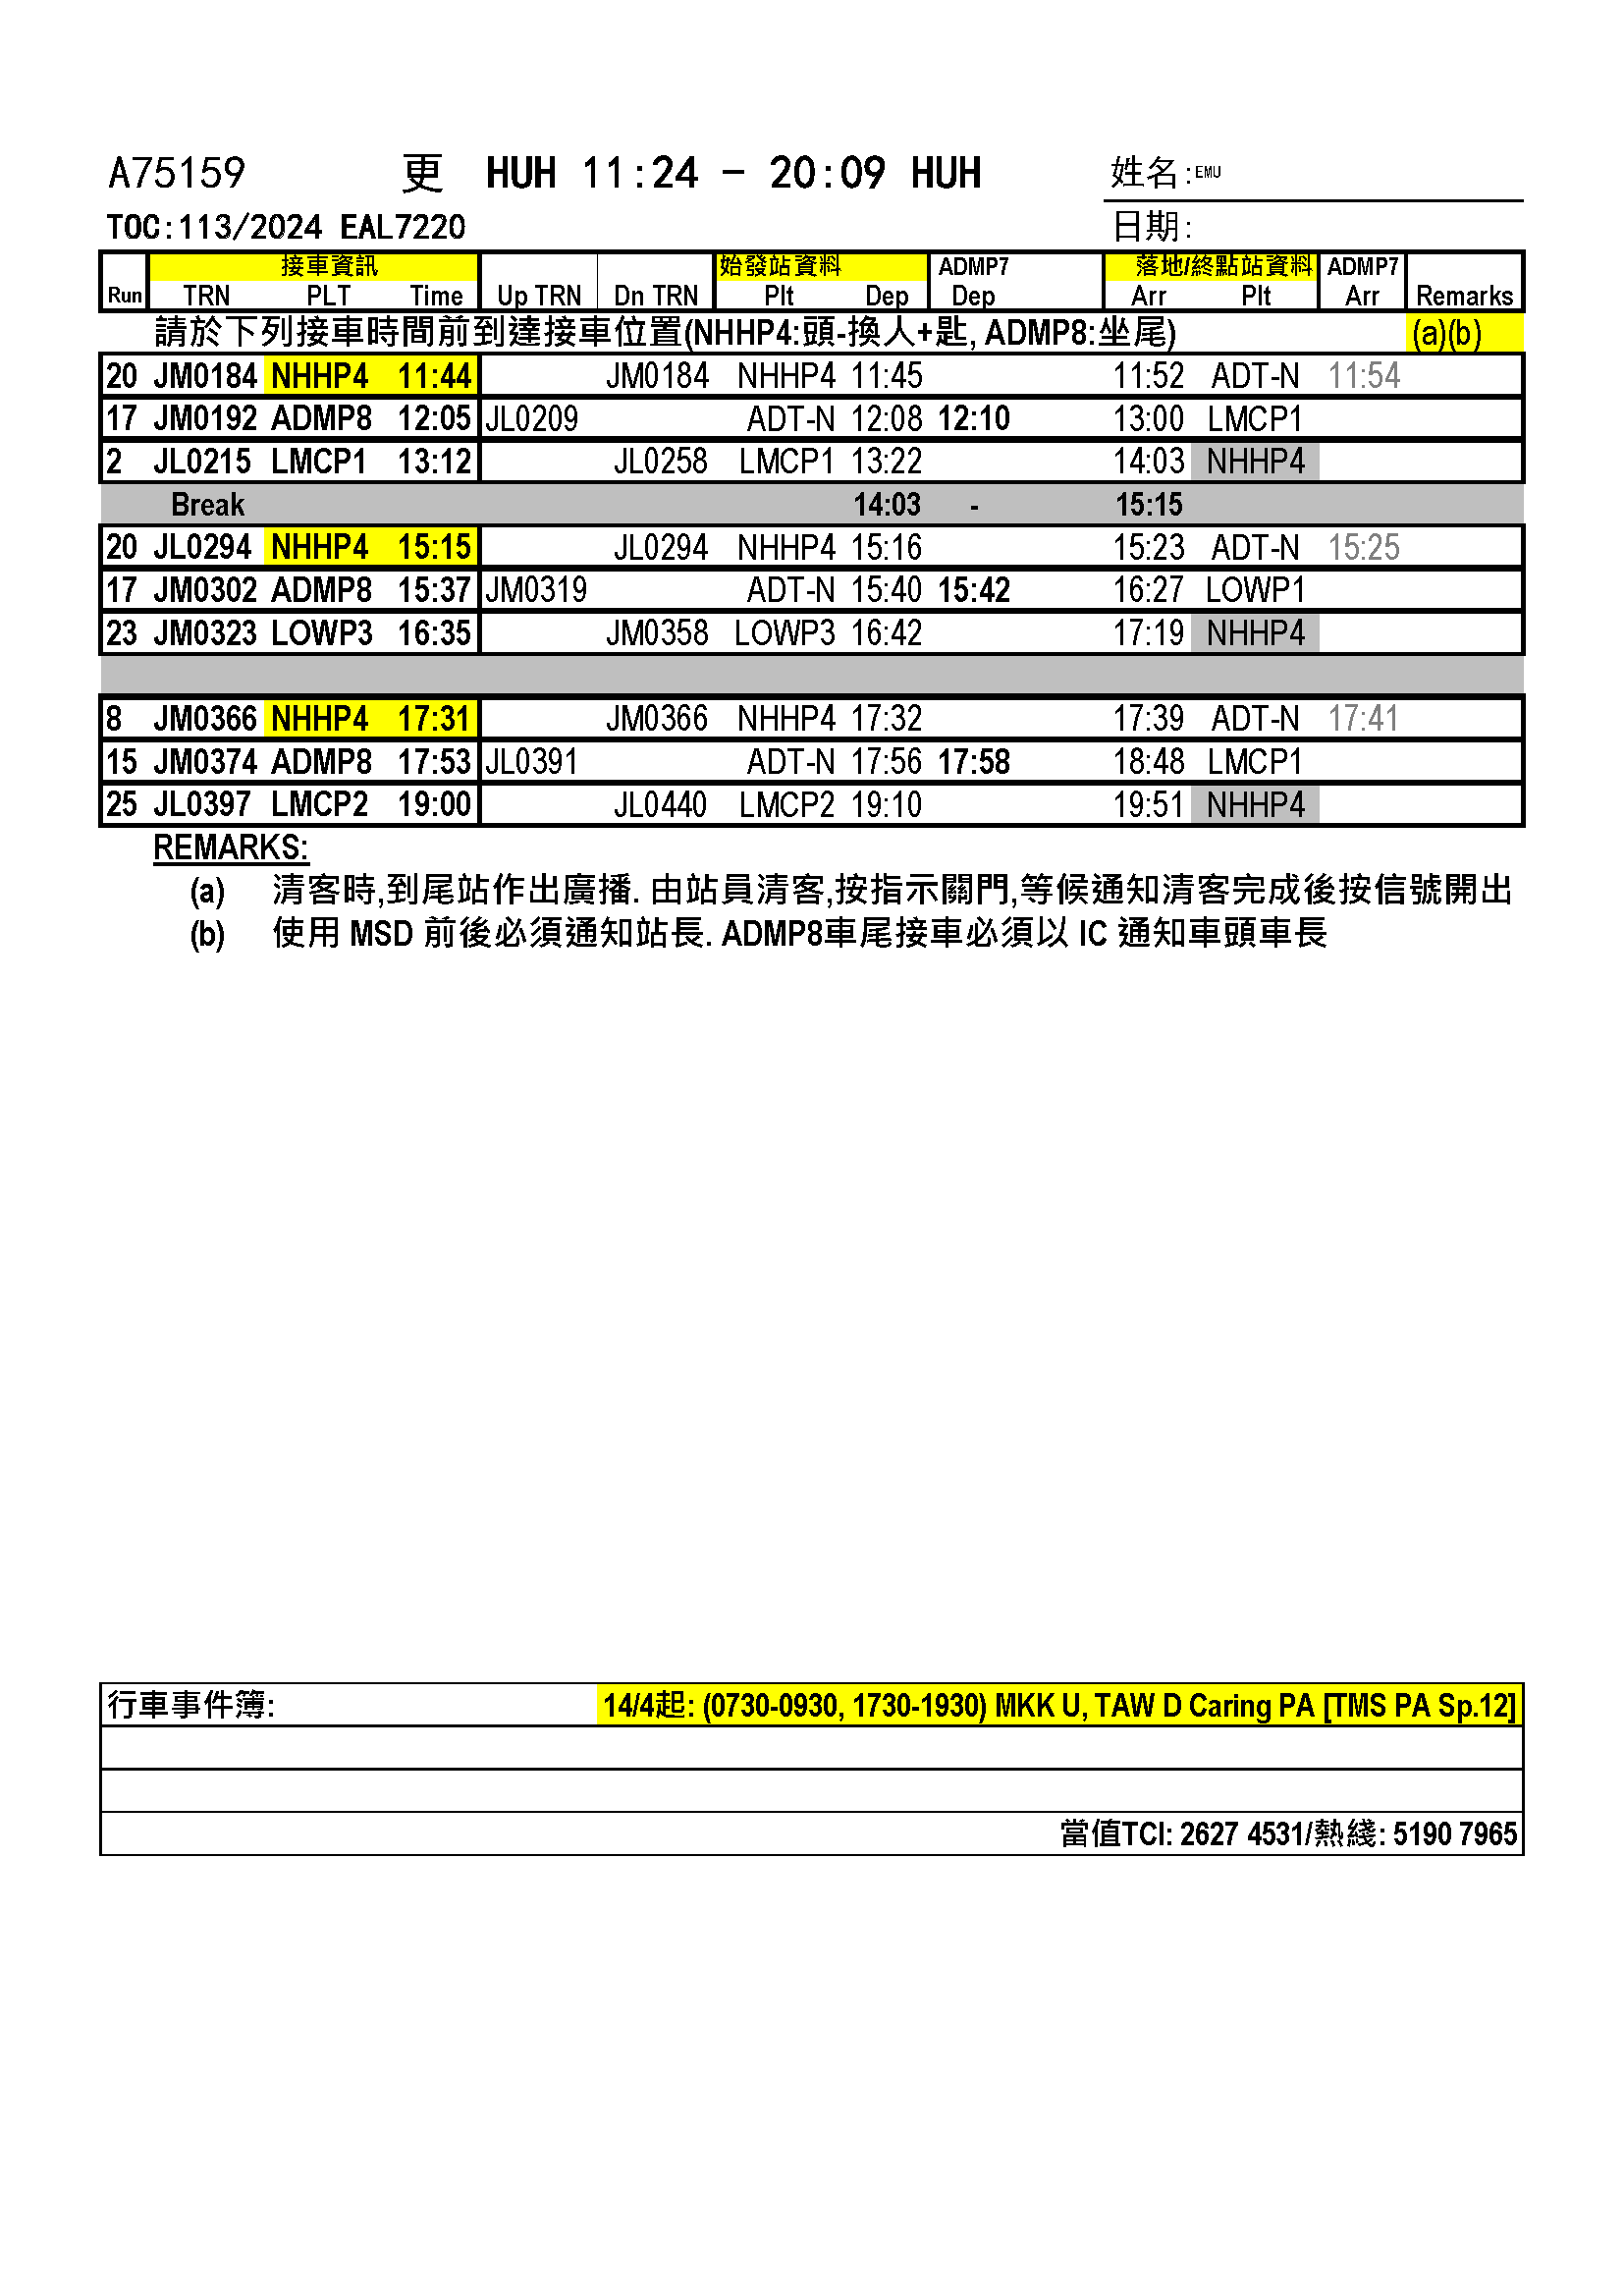 A75159 更 HUH 11:24 - 20:09 HUH 姓名:EMU
TOC:113/2024 EAL7220 日期:
接車資訊 始發站資料 ADMP7 落地/終點站資料 ADMP7
Run TRN PLT Time Up TRN Dn TRN Plt Dep Dep Arr Plt Arr Remarks
請於下列接車時間前到達接車位置(NHHP4:頭-換人+匙, ADMP8:坐尾) (a)(b)
20 JM0184 NHHP4 11:44 JM0184 NHHP4 11:45 11:52 ADT-N 11:54
17 JM0192 ADMP8 12:05 JL0209 ADT-N 12:08 12:10 13:00 LMCP1
2 JL0215 LMCP1 13:12 JL0258 LMCP1 13:22 14:03 NHHP4
Break 14:03 - 15:15
20 JL0294 NHHP4 15:15 JL0294 NHHP4 15:16 15:23 ADT-N 15:25
17 JM0302 ADMP8 15:37 JM0319 ADT-N 15:40 15:42 16:27 LOWP1
23 JM0323 LOWP3 16:35 JM0358 LOWP3 16:42 17:19 NHHP4
8 JM0366 NHHP4 17:31 JM0366 NHHP4 17:32 17:39 ADT-N 17:41
15 JM0374 ADMP8 17:53 JL0391 ADT-N 17:56 17:58 18:48 LMCP1
25 JL0397 LMCP2 19:00 JL0440 LMCP2 19:10 19:51 NHHP4
REMARKS:
(a) 清客時,到尾站作出廣播. 由站員清客,按指示關門,等候通知清客完成後按信號開出
(b) 使用 MSD 前後必須通知站長. ADMP8車尾接車必須以 IC 通知車頭車長
行車事件簿: 14/4起: (0730-0930, 1730-1930) MKK U, TAW D Caring PA [TMS PA Sp.12]
當值TCI: 2627 4531/熱綫: 5190 7965